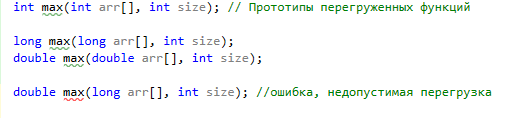 int max(int arr[], int size); // Прототипы перегруженных функций
long max(long arr[], int size);
double max(double arr[], int size);
double max(long arr[], int size); //ошибка, недопустимая перегрузка